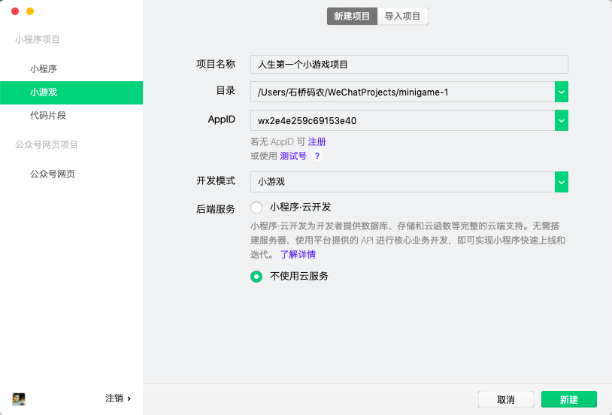 新建项目 导入项目
小程序项目
小程序
小游戏
代码片段
公众号网页项目
公众号网页
项目名称 人生第一个小游戏项目
目录 /Users/石桥码农/WeChatProjects/minigame-1
AppID wx2e4e259c69153e40
若无 AppID 可 注册
或使用 测试号 ?
开发模式 小游戏
后端服务 小程序·云开发
小程序·云开发为开发者提供数据库、存储和云函数等完整的云端支持。无需搭
建服务器，使用平台提供的 API 进行核心业务开发，即可实现小程序快速上线和
迭代。 了解详情
不使用云服务
注销 ›
取消 新建